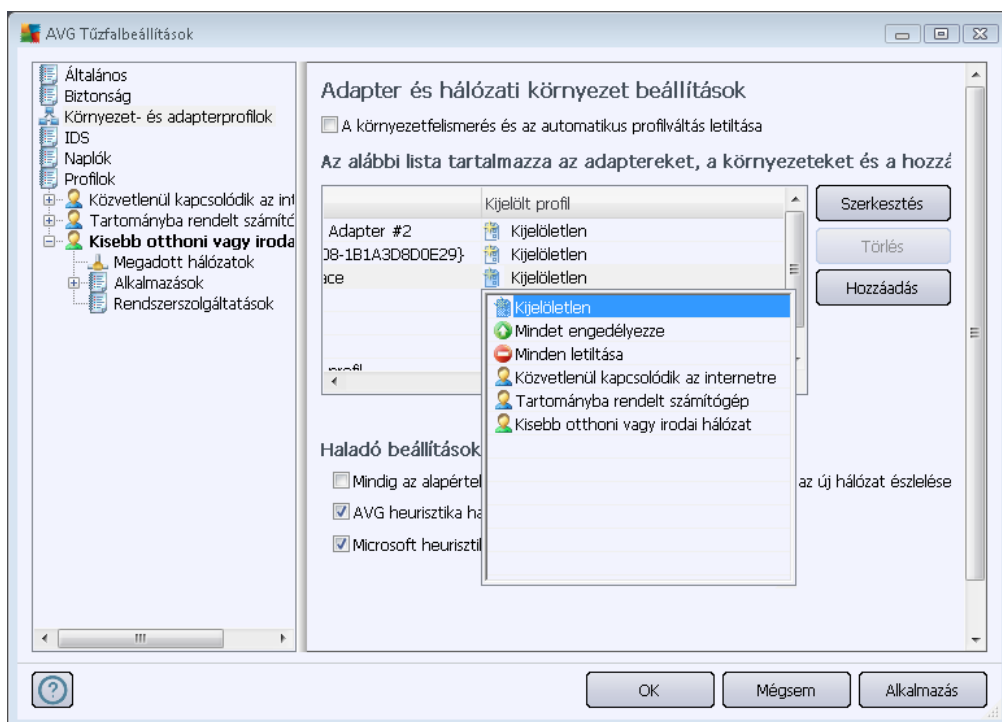 AVG Tűzfalbeállítások
Általános
Biztonság
Környezet- és adapterprofilok
IDS
Naplók
Profilok
Közvetlenül kapcsolódik az int
Tartományba rendelt számító
Kisebb otthoni vagy iroda
Megadott hálózatok
Alkalmazások
Rendszerszolgáltatások
Adapter és hálózati környezet beállítások
A környezetfelismerés és az automatikus profilváltás letiltása
Az alábbi lista tartalmazza az adaptereket, a környezeteket és a hozzá
Kijelölt profil
Adapter #2 Kijelöletlen
08-1B1A3D8D0E29} Kijelöletlen
ace Kijelöletlen
Kijelöletlen
Mindet engedélyezze
Minden letiltása
Közvetlenül kapcsolódik az internetre
Tartományba rendelt számítógép
Kisebb otthoni vagy irodai hálózat
profil
Szerkesztés
Törlés
Hozzáadás
Haladó beállítások
Mindig az alapértel az új hálózat észlelése
AVG heurisztika ha
Microsoft heuriszti
OK
Mégsem
Alkalmazás